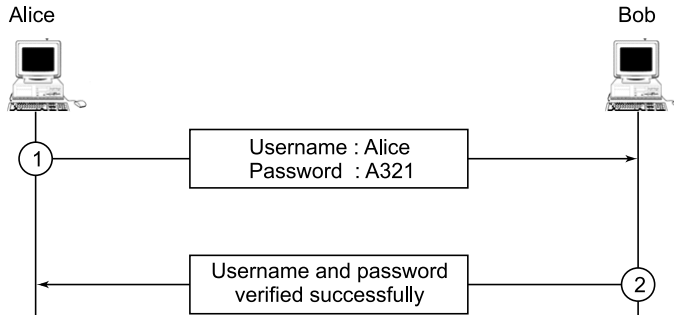 Alice
Bob
1
Username : Alice
Password : A321
Username and password
verified successfully
2